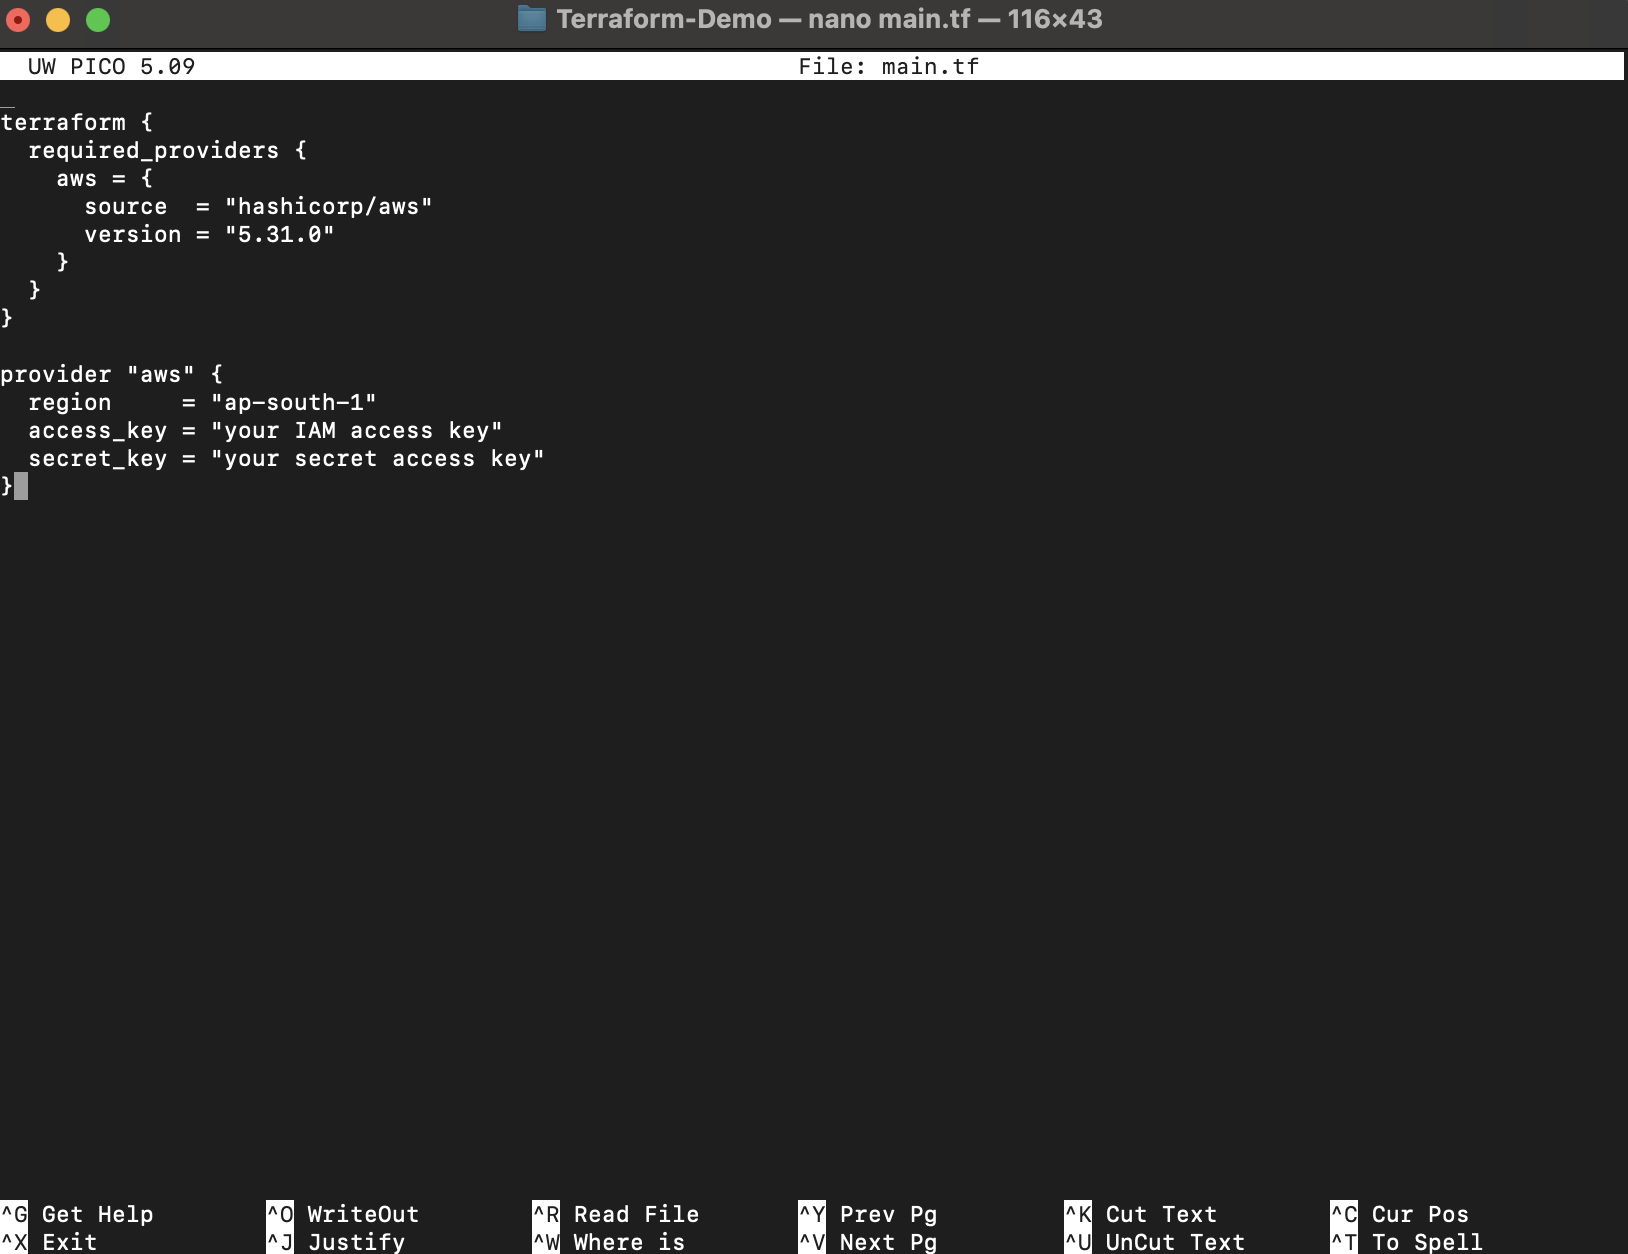 Terraform-Demo — nano main.tf — 116×43
UW PICO 5.09 File: main.tf
_
terraform {
  required_providers {
    aws = {
      source  = "hashicorp/aws"
      version = "5.31.0"
    }
  }
}

provider "aws" {
  region     = "ap-south-1"
  access_key = "your IAM access key"
  secret_key = "your secret access key"
}
^G Get Help ^O WriteOut ^R Read File ^Y Prev Pg ^K Cut Text ^C Cur Pos
^X Exit ^J Justify ^W Where is ^V Next Pg ^U UnCut Text ^T To Spell